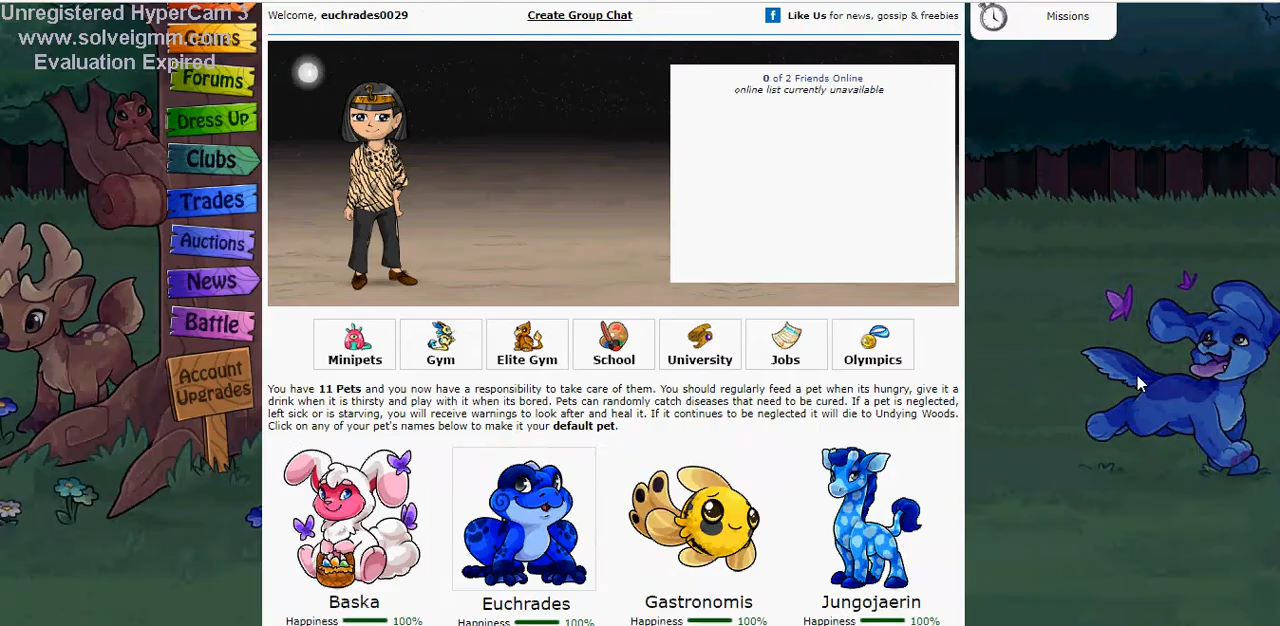 Unregistered HyperCam 3
www.solveigmm.com
Evaluation Expired
Games
Forums
Dress Up
Clubs
Trades
Auctions
News
Battle
Account
Upgrades
Welcome, euchrades0029
Create Group Chat
f Like Us for news, gossip & freebies
Missions
0 of 2 Friends Online
online list currently unavailable
Minipets
Gym
Elite Gym
School
University
Jobs
Olympics
You have 11 Pets and you now have a responsibility to take care of them. You should regularly feed a pet when its hungry, give it a
drink when it is thirsty and play with it when its bored. Pets can randomly catch diseases that need to be cured. If a pet is neglected,
left sick or is starving, you will receive warnings to look after and heal it. If it continues to be neglected it will die to Undying Woods.
Click on any of your pet's names below to make it your default pet.
Baska
Euchrades
Gastronomis
Jungojaerin
Happiness 100%
Happiness 100%
Happiness 100%
Happiness 100%